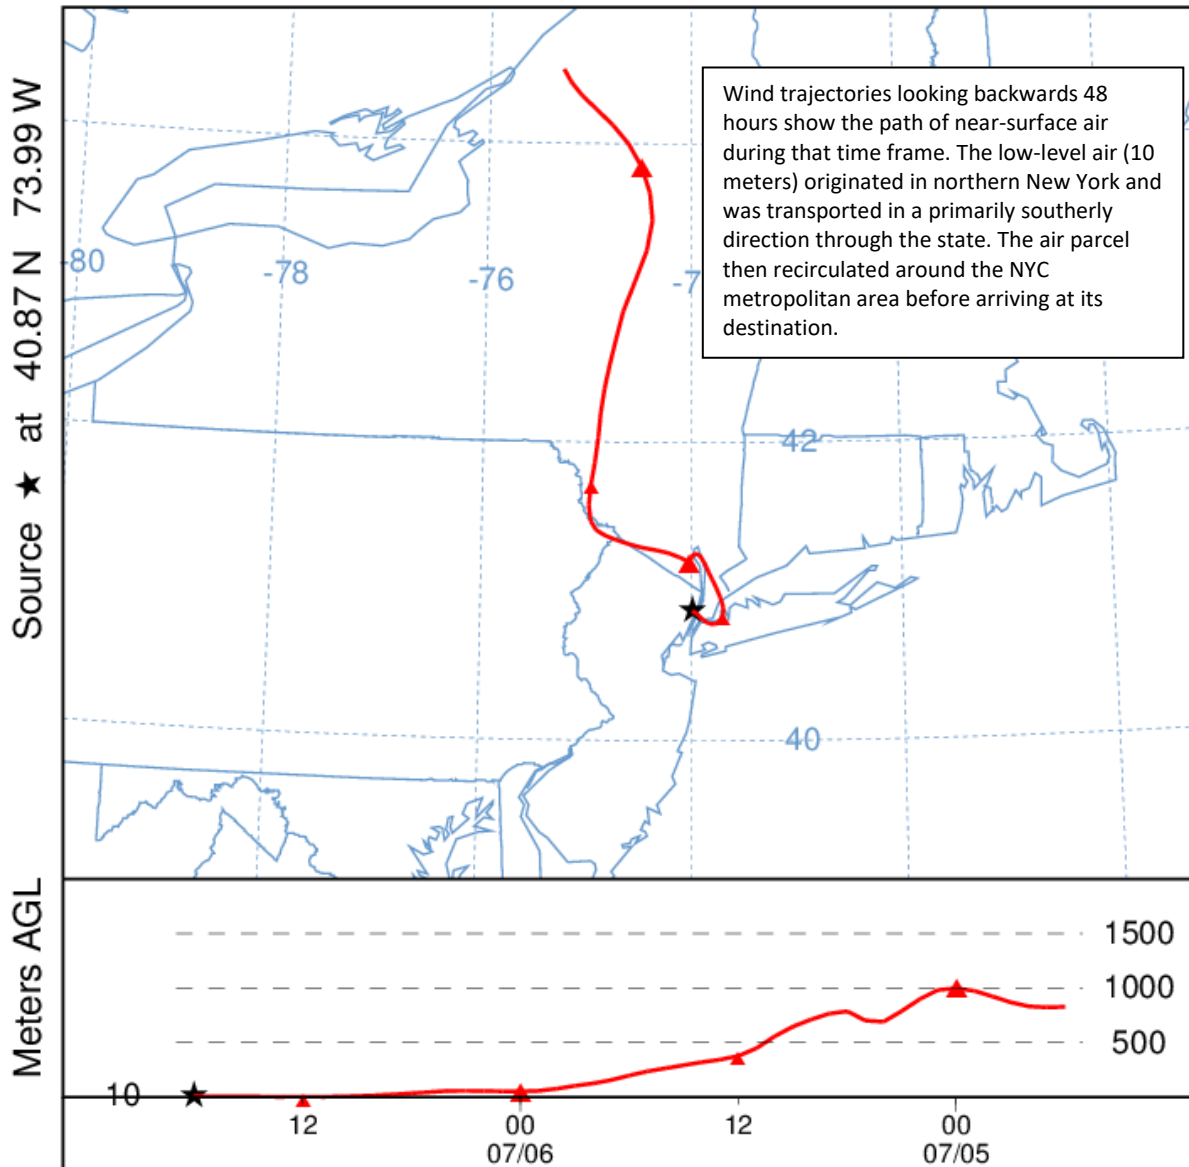 Source ★ at 40.87 N 73.99 W
Wind trajectories looking backwards 48
hours show the path of near-surface air
during that time frame. The low-level air (10
meters) originated in northern New York and
was transported in a primarily southerly
direction through the state. The air parcel
then recirculated around the NYC
metropolitan area before arriving at its
destination.
-80
-78
-76
-7
42
40
Meters AGL
1500
1000
500
10
12 00 12 00
07/06 07/05